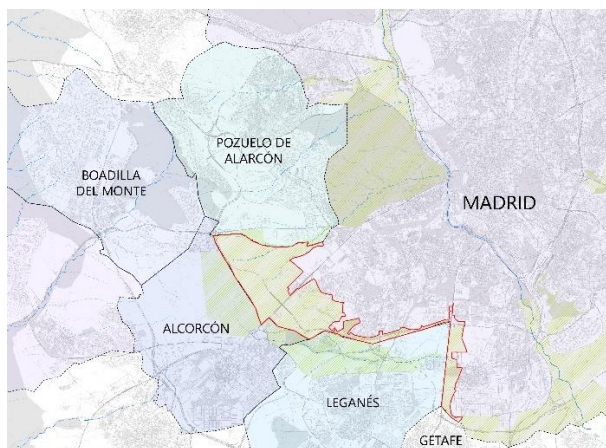 POZUELO DE
ALARCÓN
BOADILLA
DEL MONTE
MADRID
ALCORCÓN
LEGANÉS
GETAFE